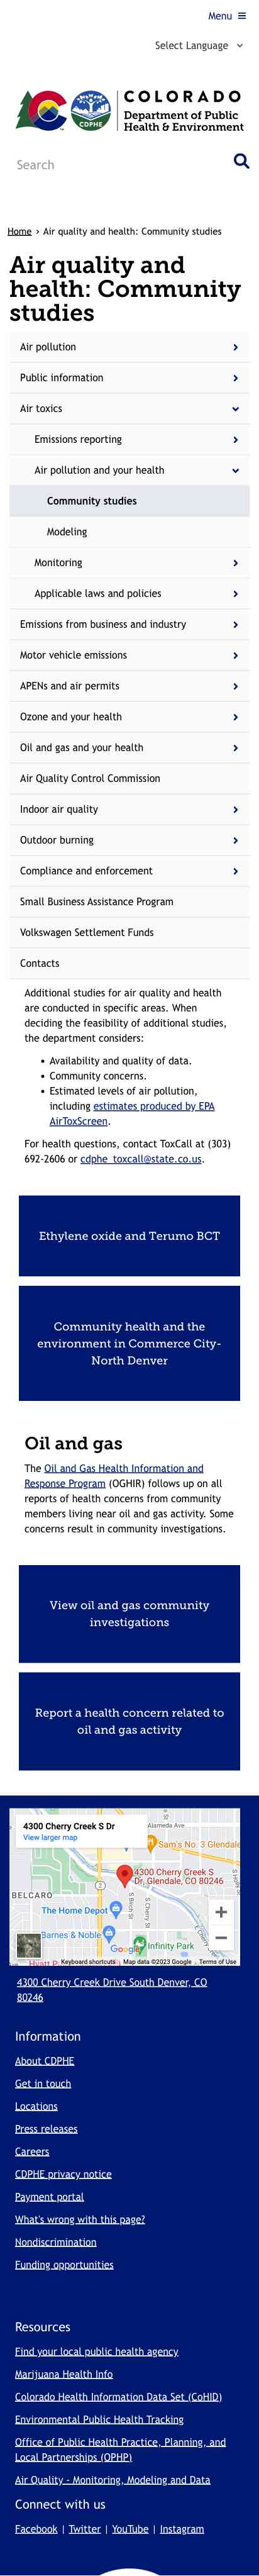 Menu
Select Language
COLORADO
Department of Public
Health & Environment
CDPHE
Search
Home › Air quality and health: Community studies
Air quality and
health: Community
studies
Air pollution
Public information
Air toxics
Emissions reporting
Air pollution and your health
Community studies
Modeling
Monitoring
Applicable laws and policies
Emissions from business and industry
Motor vehicle emissions
APENs and air permits
Ozone and your health
Oil and gas and your health
Air Quality Control Commission
Indoor air quality
Outdoor burning
Compliance and enforcement
Small Business Assistance Program
Volkswagen Settlement Funds
Contacts
Additional studies for air quality and health
are conducted in specific areas. When
deciding the feasibility of additional studies,
the department considers:
• Availability and quality of data.
• Community concerns.
• Estimated levels of air pollution,
including estimates produced by EPA
AirToxScreen.
For health questions, contact ToxCall at (303)
692-2606 or cdphe_toxcall@state.co.us.
Ethylene oxide and Terumo BCT
Community health and the
environment in Commerce City-
North Denver
Oil and gas
The Oil and Gas Health Information and
Response Program (OGHIR) follows up on all
reports of health concerns from community
members living near oil and gas activity. Some
concerns result in community investigations.
View oil and gas community
investigations
Report a health concern related to
oil and gas activity
4300 Cherry Creek S Dr
View larger map
Alameda Ave
Sam's No. 3 Glendale
4300 Cherry Creek S
Dr, Glendale, CO 80246
BELCARO
The Home Depot
S Birch St
S Cherry St
Barnes & Noble
Google
Infinity Park
Hyatt P
Keyboard shortcuts
Map data ©2023 Google
Terms of Use
4300 Cherry Creek Drive South Denver, CO
80246
Information
About CDPHE
Get in touch
Locations
Press releases
Careers
CDPHE privacy notice
Payment portal
What's wrong with this page?
Nondiscrimination
Funding opportunities
Resources
Find your local public health agency
Marijuana Health Info
Colorado Health Information Data Set (CoHID)
Environmental Public Health Tracking
Office of Public Health Practice, Planning, and
Local Partnerships (OPHP)
Air Quality - Monitoring, Modeling and Data
Connect with us
Facebook | Twitter | YouTube | Instagram